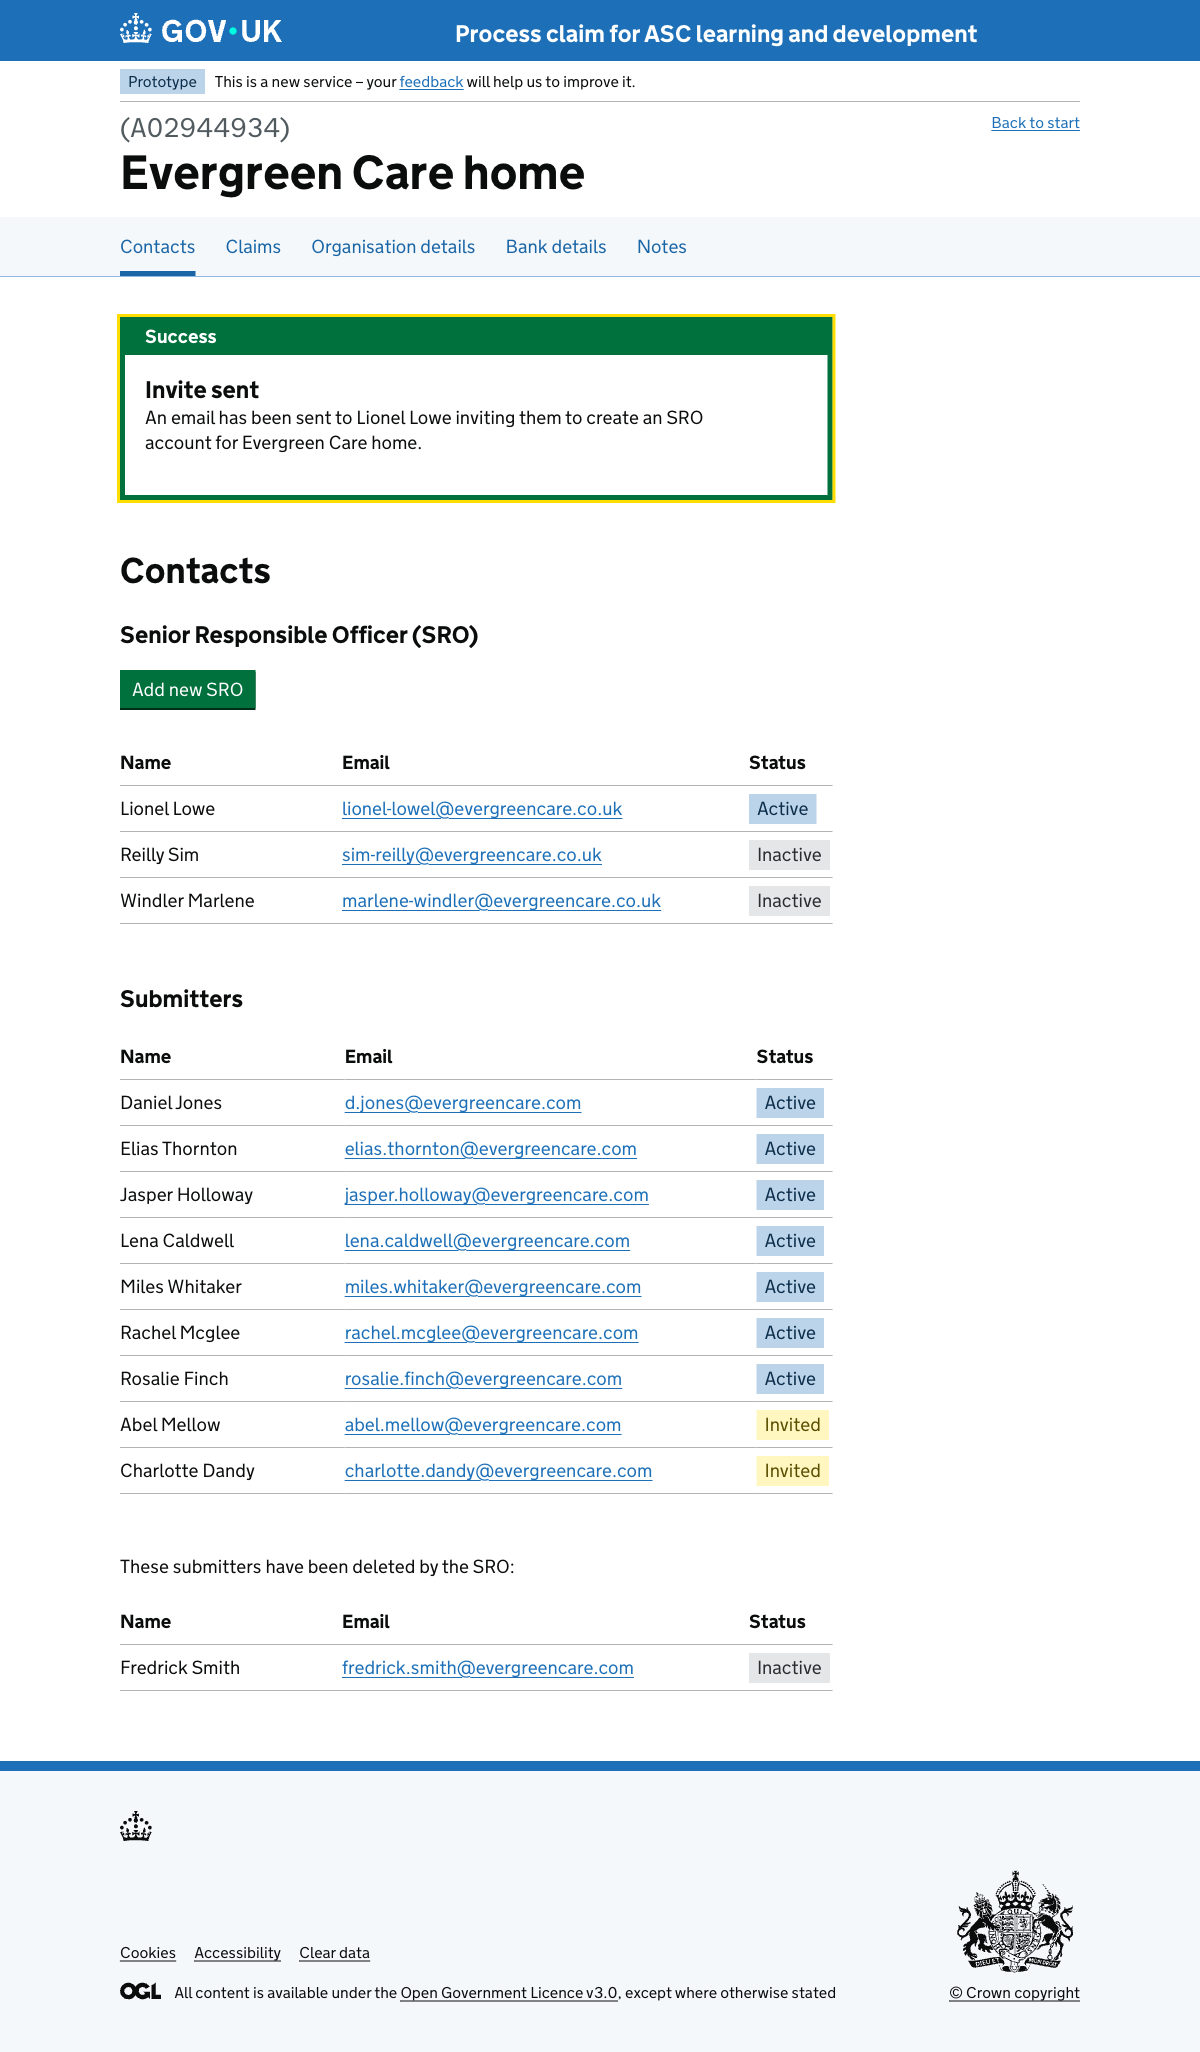 GOV·UK
Process claim for ASC learning and development
Prototype This is a new service – your feedback will help us to improve it.
(A02944934)
Back to start
Evergreen Care home
Contacts Claims Organisation details Bank details Notes
Success
Invite sent
An email has been sent to Lionel Lowe inviting them to create an SRO
account for Evergreen Care home.
Contacts
Senior Responsible Officer (SRO)
Add new SRO
Name Email Status
Lionel Lowe lionel-lowel@evergreencare.co.uk Active
Reilly Sim sim-reilly@evergreencare.co.uk Inactive
Windler Marlene marlene-windler@evergreencare.co.uk Inactive
Submitters
Name Email Status
Daniel Jones d.jones@evergreencare.com Active
Elias Thornton elias.thornton@evergreencare.com Active
Jasper Holloway jasper.holloway@evergreencare.com Active
Lena Caldwell lena.caldwell@evergreencare.com Active
Miles Whitaker miles.whitaker@evergreencare.com Active
Rachel Mcglee rachel.mcglee@evergreencare.com Active
Rosalie Finch rosalie.finch@evergreencare.com Active
Abel Mellow abel.mellow@evergreencare.com Invited
Charlotte Dandy charlotte.dandy@evergreencare.com Invited
These submitters have been deleted by the SRO:
Name Email Status
Fredrick Smith fredrick.smith@evergreencare.com Inactive
Cookies Accessibility Clear data
OGL All content is available under the Open Government Licence v3.0, except where otherwise stated
© Crown copyright